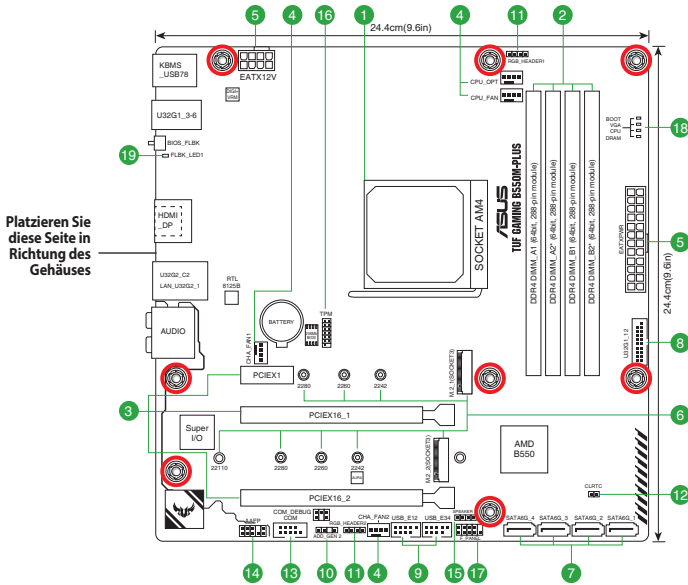 24.4cm(9.6in)
5
4
16
1
4
11
2
KBMS
_USB78
EATX12V
DIGI+
VRM
RGB_HEADER1
CPU_OPT
CPU_FAN
U32G1_3-6
BIOS_FLBK
19
FLBK_LED1
BOOT
VGA
CPU
DRAM
18
HDMI
_DP
Platzieren Sie
diese Seite in
Richtung des
Gehäuses
SOCKET AM4
ASUS
TUF GAMING B550M-PLUS
DDR4 DIMM_A1 (64bit, 288-pin module)
DDR4 DIMM_A2* (64bit, 288-pin module)
DDR4 DIMM_B1 (64bit, 288-pin module)
DDR4 DIMM_B2* (64bit, 288-pin module)
EATXPWR
5
24.4cm(9.6in)
U32G2_C2
LAN_U32G2_1
RTL
8125B
AUDIO
CHA_FAN1
BATTERY
256Mb
BIOS
TPM
U32G1_12
8
PCIEX1
2280
2260
2242
M.2_1(SOCKET3)
3
PCIEX16_1
6
Super
I/O
22110
2280
2260
2242
M.2_2(SOCKET3)
AMD
B550
CLRTC
12
PCIEX16_2
AAFP
COM_DEBUG
COM
RGB_HEADER2
ADD_GEN 2
CHA_FAN2
USB_E12
USB_E34
SPEAKER
F_PANEL
SATA6G_4
SATA6G_3
SATA6G_2
SATA6G_1
14
13
10
11
4
9
15
17
7